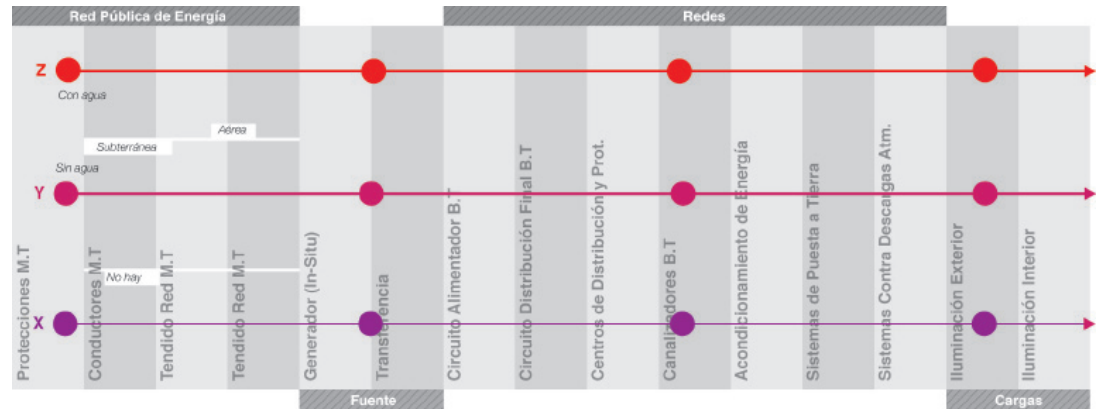 Red Pública de Energía
Redes
Z
Con agua
Aérea
Subterránea
Sin agua
Y
No hay
X
Protecciones M.T
Conductores M.T
Tendido Red M.T
Tendido Red M.T
Generador (In-Situ)
Transferencia
Circuito Alimentador B.T
Circuito Distribución Final B.T
Centros de Distribución y Prot.
Canalizadores B.T
Acondicionamiento de Energía
Sistemas de Puesta a Tierra
Sistemas Contra Descargas Atm.
Iluminación Exterior
Iluminación Interior
Fuente
Cargas